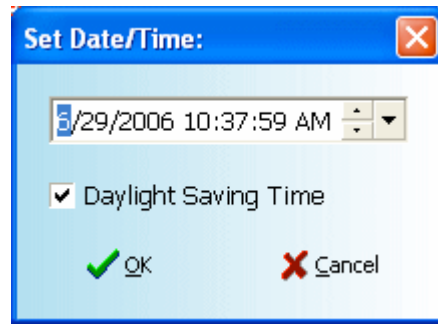 Set Date/Time:
6/29/2006 10:37:59 AM
Daylight Saving Time
OK
Cancel